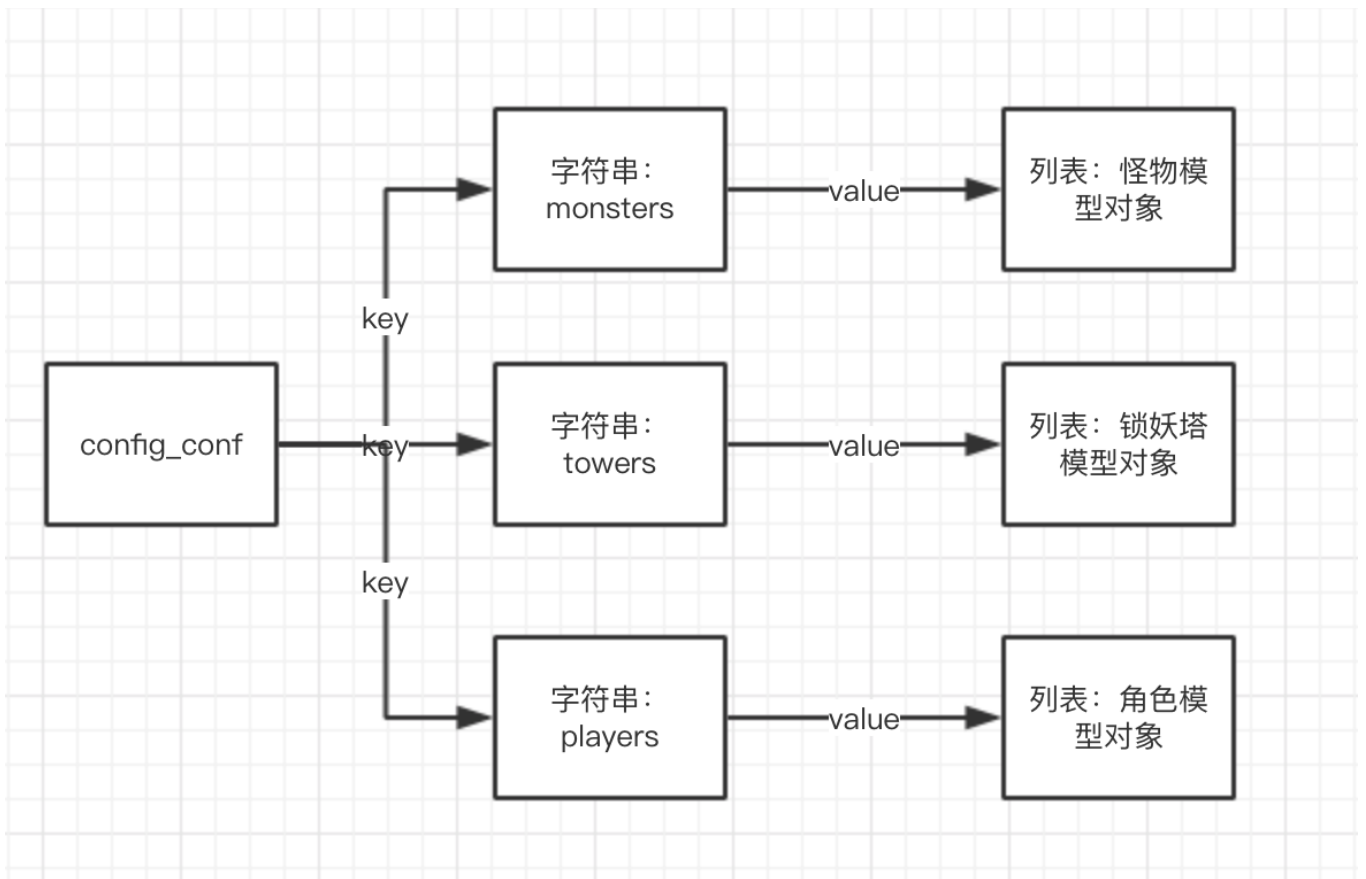 字符串：
monsters
value
列表：怪物模
型对象
key
config_conf
key
字符串：
towers
value
列表：锁妖塔
模型对象
key
字符串：
players
value
列表：角色模
型对象